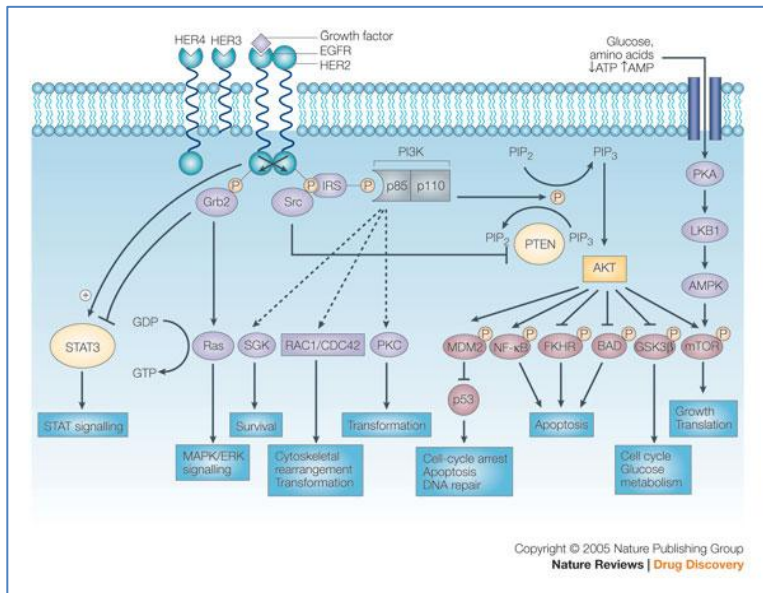 HER4
HER3
Growth factor
EGFR
HER2
Glucose,
amino acids
↓ATP ↑AMP
PI3K
PIP2
PIP3
P
P
IRS
P
p85
p110
P
PKA
Grb2
Src
PIP2
PTEN
PIP3
LKB1
AKT
AMPK
+
GDP
GTP
STAT3
Ras
SGK
RAC1/CDC42
PKC
P
P
P
P
P
P
MDM2
NF-κB
FKHR
BAD
GSK3β
mTOR
p53
STAT signalling
Survival
Transformation
Apoptosis
Growth
Translation
MAPK/ERK
signalling
Cytoskeletal
rearrangement
Transformation
Cell-cycle arrest
Apoptosis
DNA repair
Cell cycle
Glucose
metabolism
Copyright © 2005 Nature Publishing Group
Nature Reviews | Drug Discovery